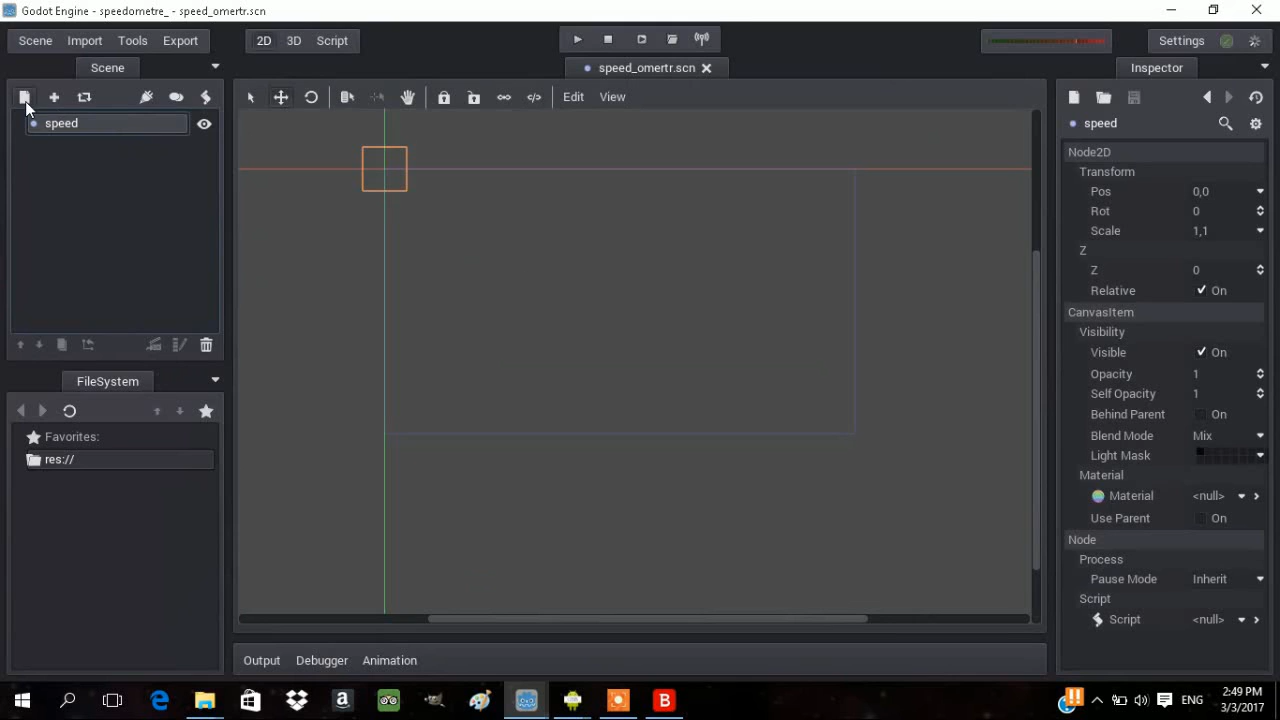 Godot Engine - speedometre_ - speed_omertr.scn
Scene Import Tools Export 2D 3D Script Settings
Scene speed_omertr.scn Inspector
Edit View
speed speed
Node2D
Transform
Pos 0,0
Rot 0
Scale 1,1
Z
Z 0
Relative On
CanvasItem
Visibility
Visible On
Opacity 1
Self Opacity 1
Behind Parent On
Blend Mode Mix
Light Mask
Material
Material <null>
Use Parent On
Node
Process
Pause Mode Inherit
Script
Script <null>
FileSystem
Favorites:
res://
Output Debugger Animation
ENG
2:49 PM
3/3/2017